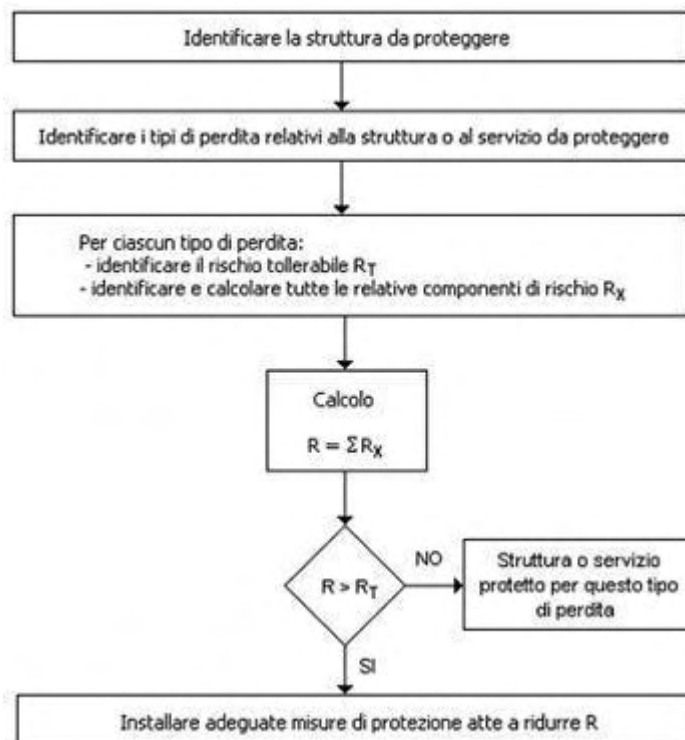 Identificare la struttura da proteggere
Identificare i tipi di perdita relativi alla struttura o al servizio da proteggere
Per ciascun tipo di perdita:
- identificare il rischio tollerabile RT
- identificare e calcolare tutte le relative componenti di rischio RX
Calcolo
R = ΣRX
R > RT
NO
Struttura o servizio
protetto per questo tipo
di perdita
SI
Installare adeguate misure di protezione atte a ridurre R